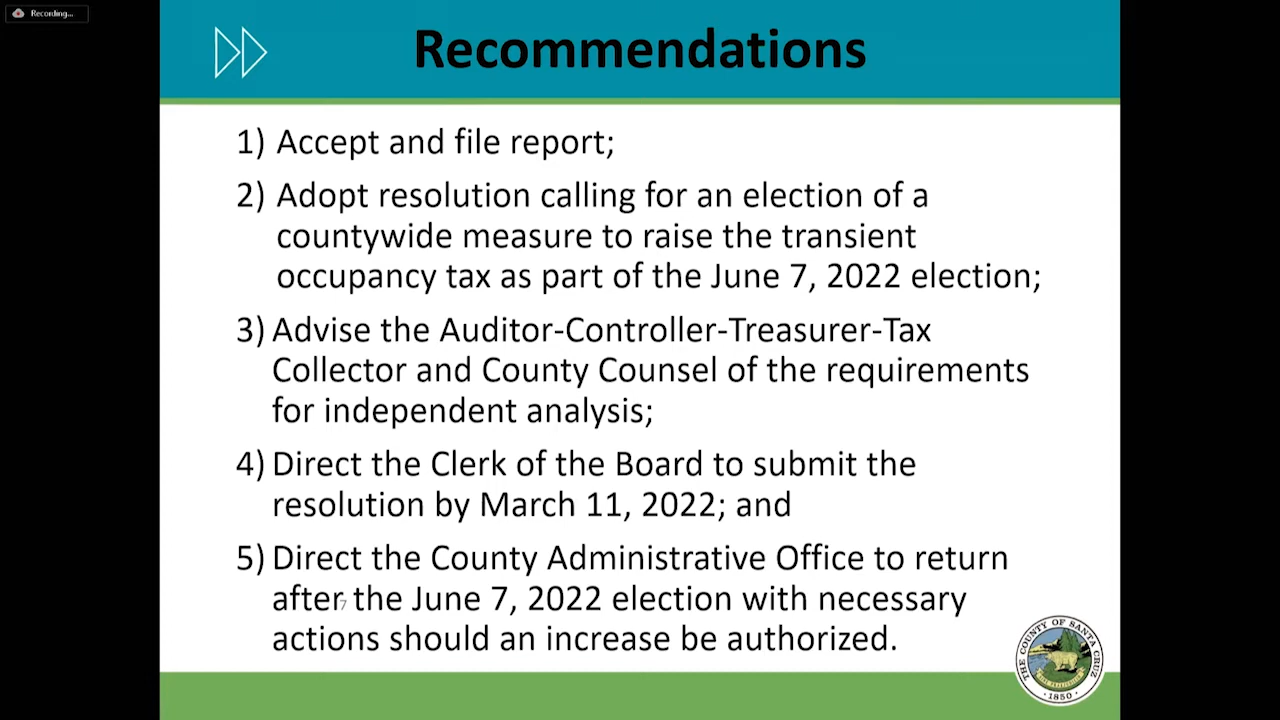 Recording...
Recommendations
1) Accept and file report;
2) Adopt resolution calling for an election of a
countywide measure to raise the transient
occupancy tax as part of the June 7, 2022 election;
3) Advise the Auditor-Controller-Treasurer-Tax
Collector and County Counsel of the requirements
for independent analysis;
4) Direct the Clerk of the Board to submit the
resolution by March 11, 2022; and
5) Direct the County Administrative Office to return
after the June 7, 2022 election with necessary
actions should an increase be authorized.
THE COUNTY OF SANTA CRUZ
1850